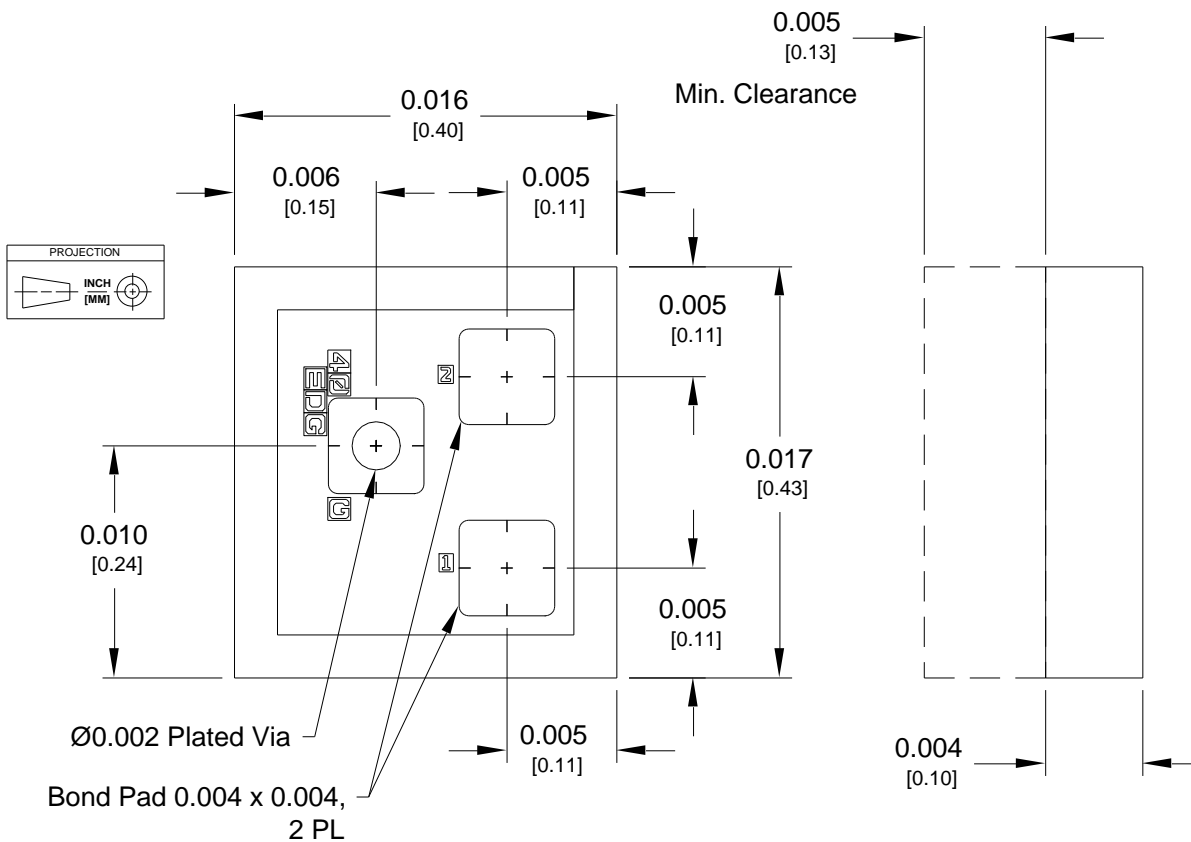 0.005
[0.13]
Min. Clearance
0.016
[0.40]
0.006
[0.15]
0.005
[0.11]
PROJECTION
INCH
[MM]
0.005
[0.11]
40
EPG
2
0.017
[0.43]
G
0.010
[0.24]
1
0.005
[0.11]
Ø0.002 Plated Via
0.005
[0.11]
0.004
[0.10]
Bond Pad 0.004 x 0.004,
2 PL